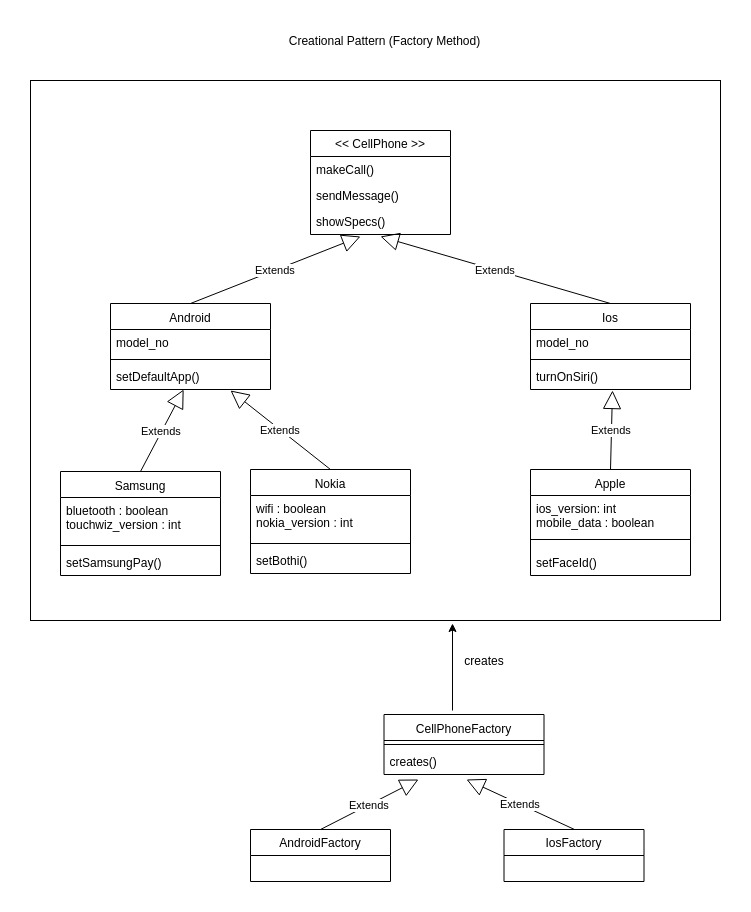 Creational Pattern (Factory Method)
<< CellPhone >>
makeCall()
sendMessage()
showSpecs()
Extends
Extends
Android
model_no
setDefaultApp()
Ios
model_no
turnOnSiri()
Extends
Extends
Extends
Samsung
bluetooth : boolean
touchwiz_version : int
setSamsungPay()
Nokia
wifi : boolean
nokia_version : int
setBothi()
Apple
ios_version: int
mobile_data : boolean
setFaceId()
creates
CellPhoneFactory
creates()
Extends
Extends
AndroidFactory
IosFactory